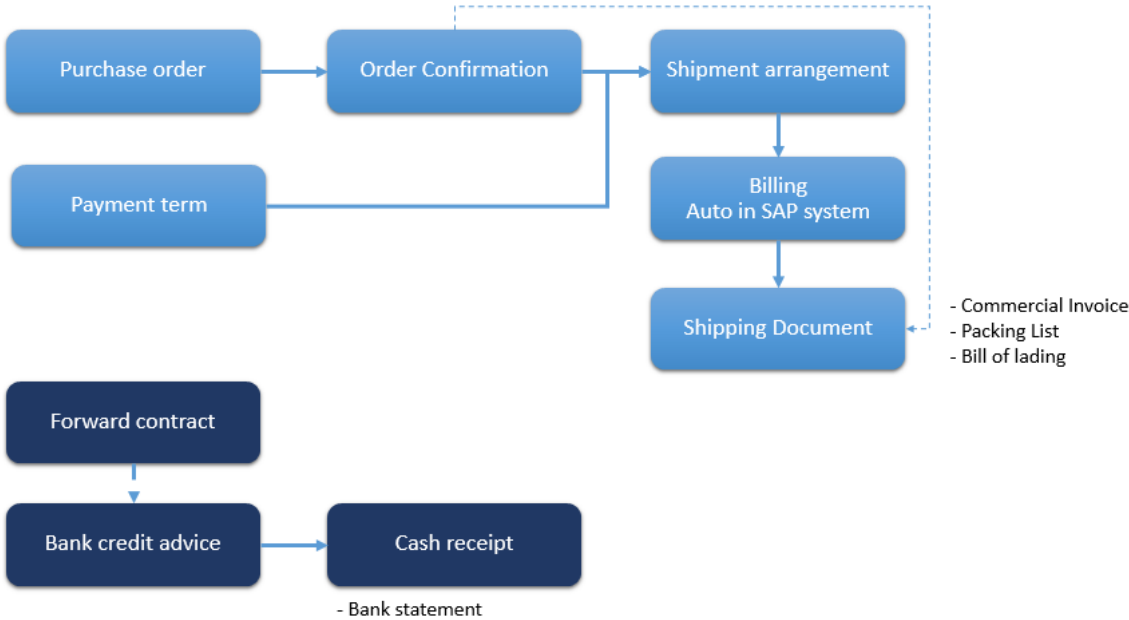 Purchase order
Order Confirmation
Shipment arrangement
Payment term
Billing
Auto in SAP system
Shipping Document
- Commercial Invoice
- Packing List
- Bill of lading
Forward contract
Bank credit advice
Cash receipt
- Bank statement